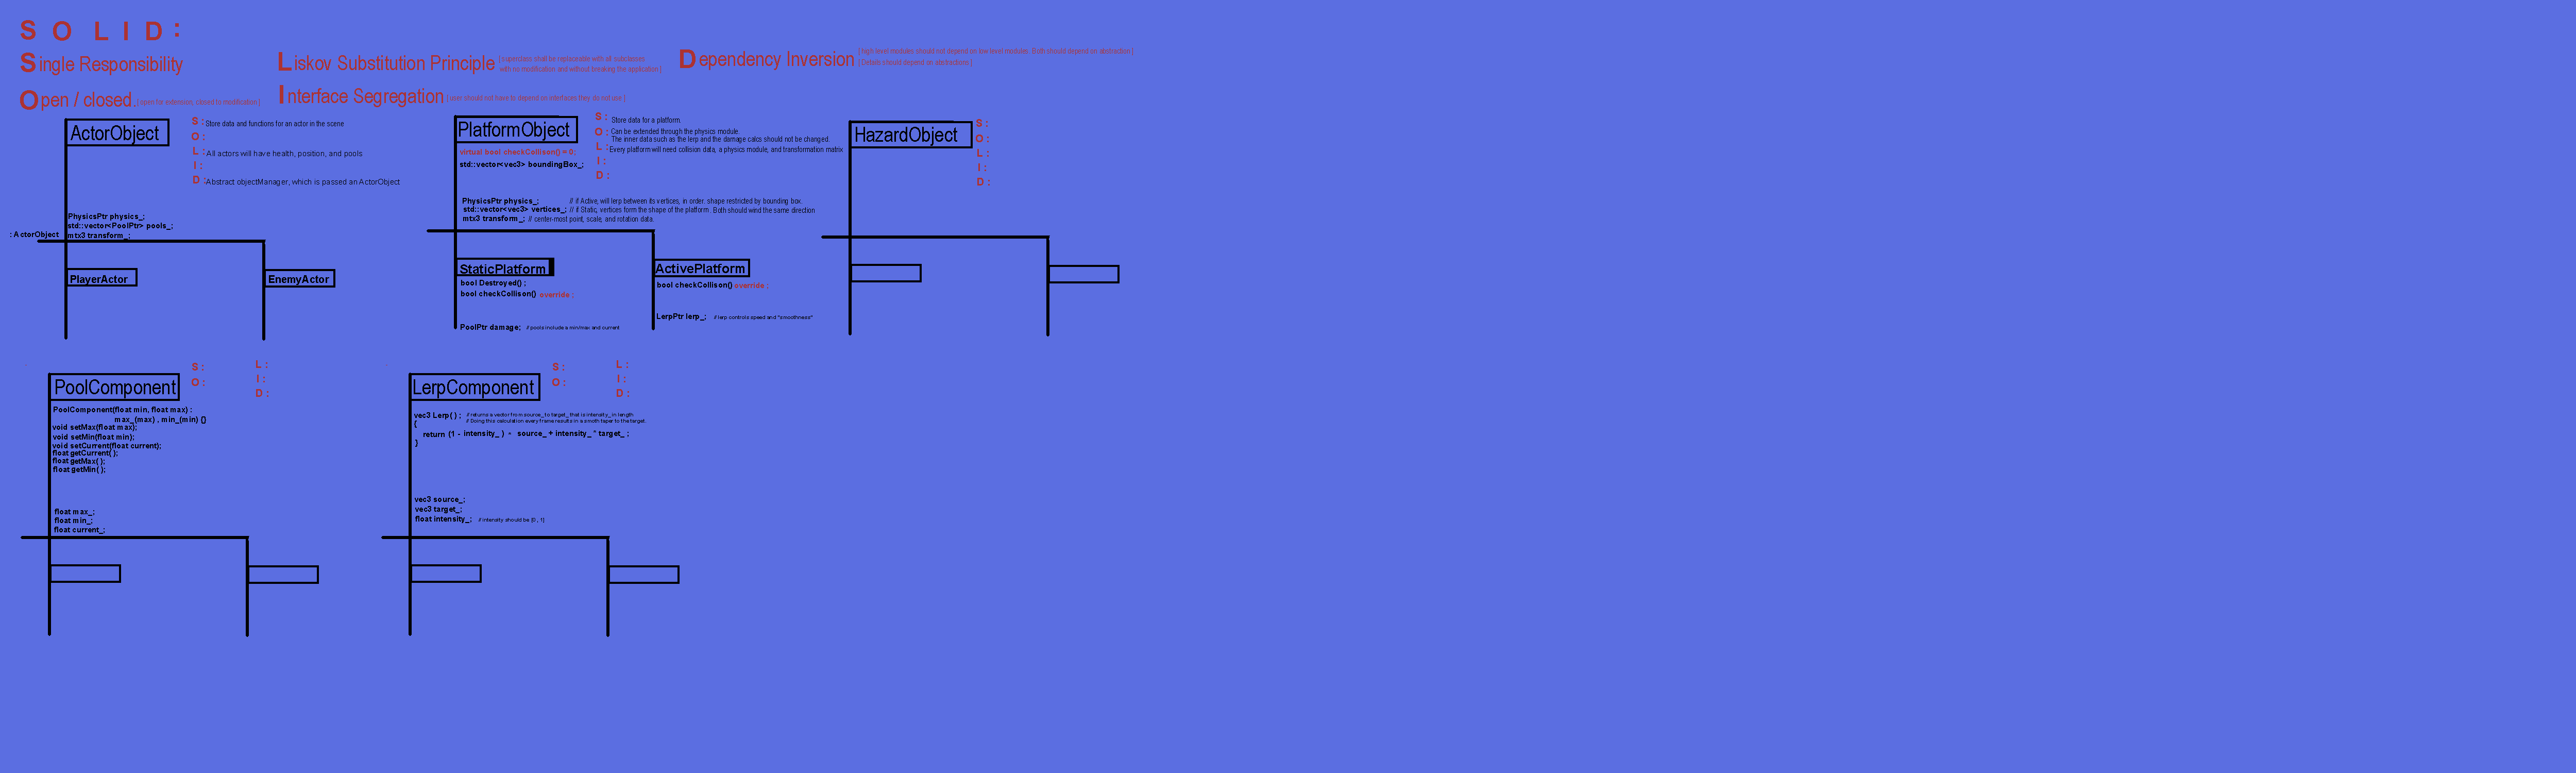 S O L I D :
Single Responsibility
Open / closed. [ open for extension, closed to modification ]
Liskov Substitution Principle [ superclass shall be replaceable with all subclasses
with no modification and without breaking the application.]
Interface Segregation [ user should not have to depend on interfaces they do not use ]
Dependency Inversion [ high level modules should not depend on low level modules. Both should depend on abstraction ]
[ Details should depend on abstractions ]
ActorObject
S : Store data and functions for an actor in the scene
O :
L : All actors will have health, position, and pools
I :
D : Abstract objectManager, which is passed an ActorObject
PhysicsPtr physics_;
std::vector<PoolPtr> pools_;
mtx3 transform_;
: ActorObject
PlayerActor
EnemyActor
PlatformObject
S : Store data for a platform.
O : Can be extended through the physics module.
The inner data such as the lerp and the damage calcs should not be changed.
L : Every platform will need collision data, a physics module, and transformation matrix
I :
D :
virtual bool checkCollison() = 0;
std::vector<vec3> boundingBox_;
PhysicsPtr physics_; // if Active, will lerp between its vertices, in order. shape restricted by bounding box.
std::vector<vec3> vertices_; // if Static, vertices form the shape of the platform . Both should wind the same direction
mtx3 transform_; // center-most point, scale, and rotation data.
StaticPlatform
bool Destroyed() ;
bool checkCollison() override ;
PoolPtr damage; // pools include a min/max and current
ActivePlatform
bool checkCollison() override ;
LerpPtr lerp_; // lerp controls speed and "smoothness"
HazardObject
S :
O :
L :
I :
D :
PoolComponent
S :
O :
L :
I :
D :
PoolComponent(float min, float max) :
max_(max) , min_(min) {}
void setMax(float max);
void setMin(float min);
void setCurrent(float current);
float getCurrent( );
float getMax( );
float getMin( );
float max_;
float min_;
float current_;
LerpComponent
S :
O :
L :
I :
D :
vec3 Lerp( ) ; // returns a vector from source_ to target_ that is intensity_ in length.
// Doing this calculation every frame results in a smoth taper to the target.
{
return (1 - intensity_ ) * source_ + intensity_ * target_ ;
}
vec3 source_;
vec3 target_;
float intensity_; // intensity should be [0 , 1]